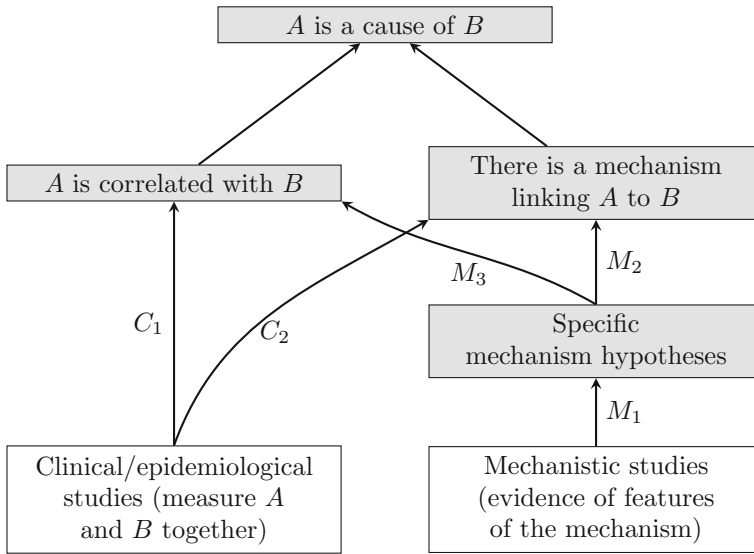 A is a cause of B
A is correlated with B
There is a mechanism
linking A to B
M₃
M₂
C₁
C₂
Specific
mechanism hypotheses
M₁
Clinical/epidemiological
studies (measure A
and B together)
Mechanistic studies
(evidence of features
of the mechanism)